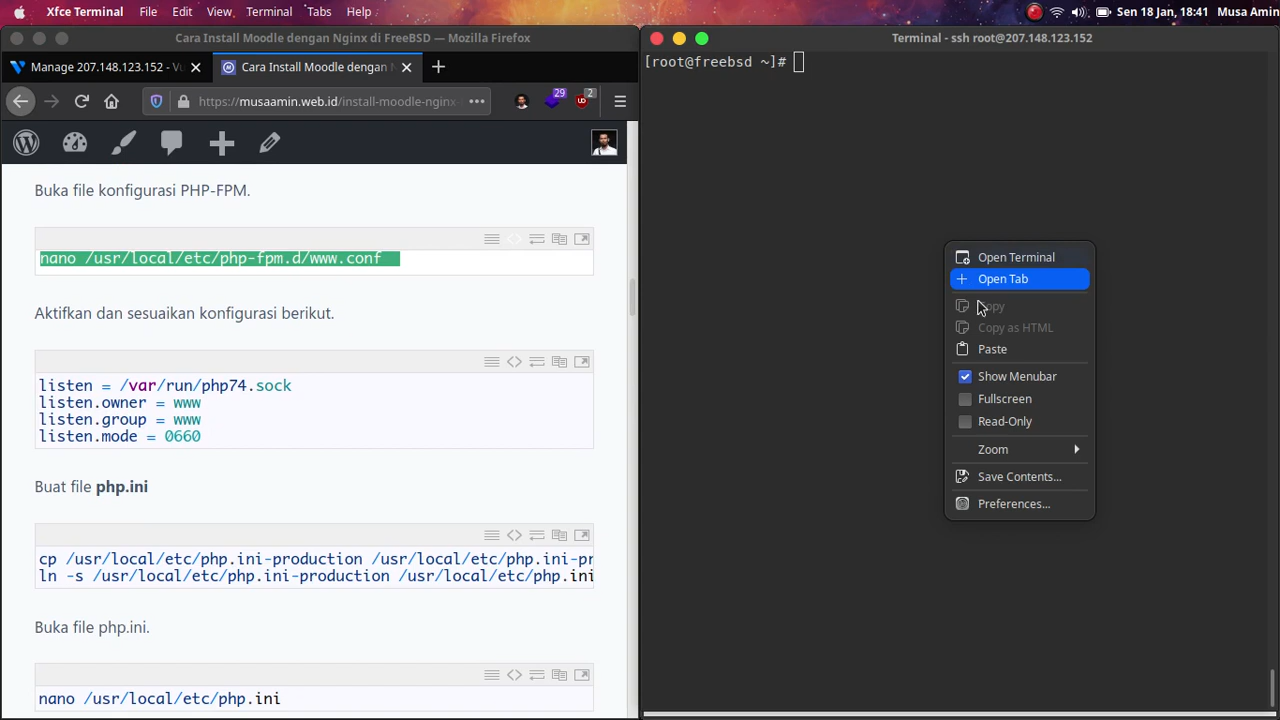 Xfce Terminal File Edit View Terminal Tabs Help
Sen 18 Jan, 18:41 Musa Amin
Cara Install Moodle dengan Nginx di FreeBSD — Mozilla Firefox
Manage 207.148.123.152 - Vu
Cara Install Moodle dengan N
https://musaamin.web.id/install-moodle-nginx-
29
2
Buka file konfigurasi PHP-FPM.
nano /usr/local/etc/php-fpm.d/www.conf
Aktifkan dan sesuaikan konfigurasi berikut.
listen = /var/run/php74.sock
listen.owner = www
listen.group = www
listen.mode = 0660
Buat file php.ini
cp /usr/local/etc/php.ini-production /usr/local/etc/php.ini-pr
ln -s /usr/local/etc/php.ini-production /usr/local/etc/php.ini
Buka file php.ini.
nano /usr/local/etc/php.ini
Terminal - ssh root@207.148.123.152
[root@freebsd ~]#
Open Terminal
Open Tab
Copy
Copy as HTML
Paste
Show Menubar
Fullscreen
Read-Only
Zoom
Save Contents...
Preferences...